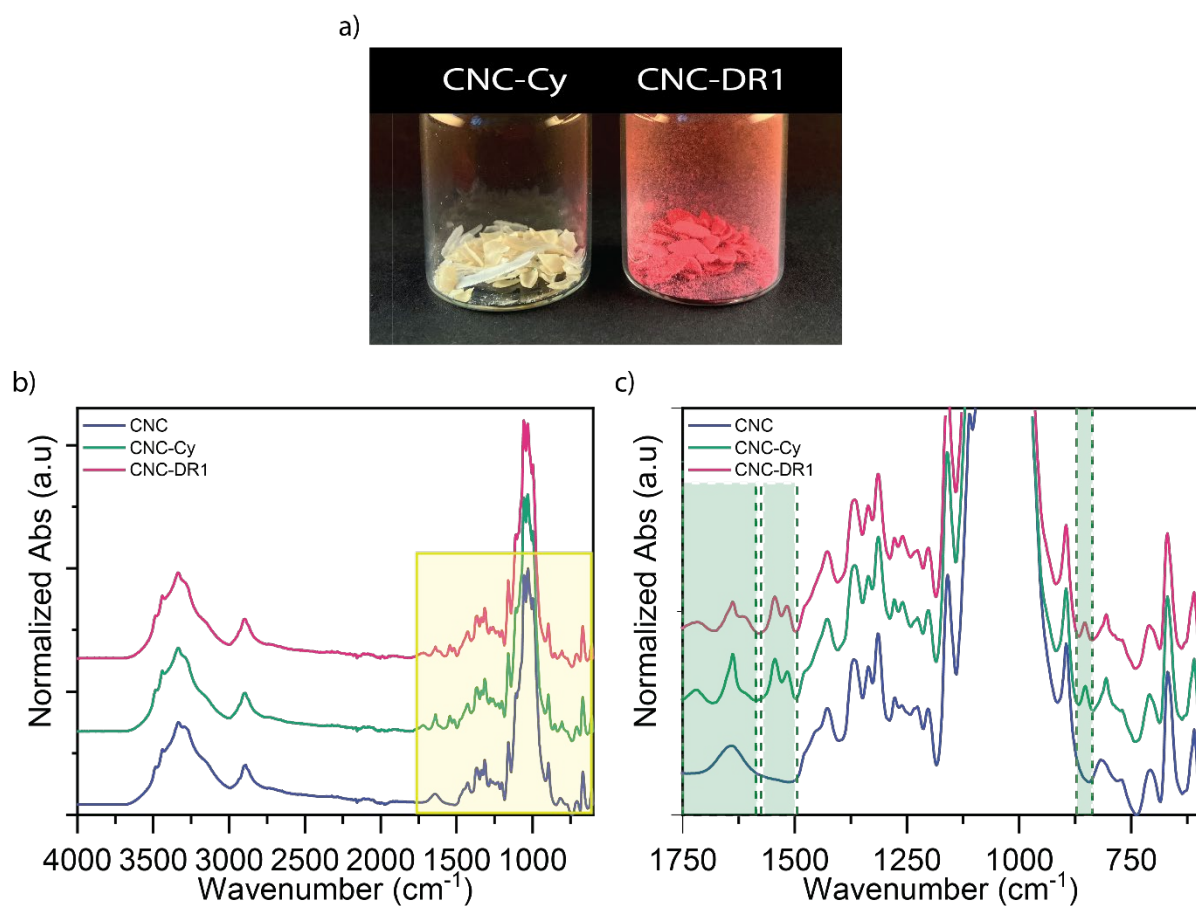 a)
CNC-Cy CNC-DR1
b)
CNC
CNC-Cy
CNC-DR1
Normalized Abs (a.u)
4000 3500 3000 2500 2000 1500 1000
Wavenumber (cm⁻¹)
c)
CNC
CNC-Cy
CNC-DR1
Normalized Abs (a.u)
1750 1500 1250 1000 750
Wavenumber (cm⁻¹)